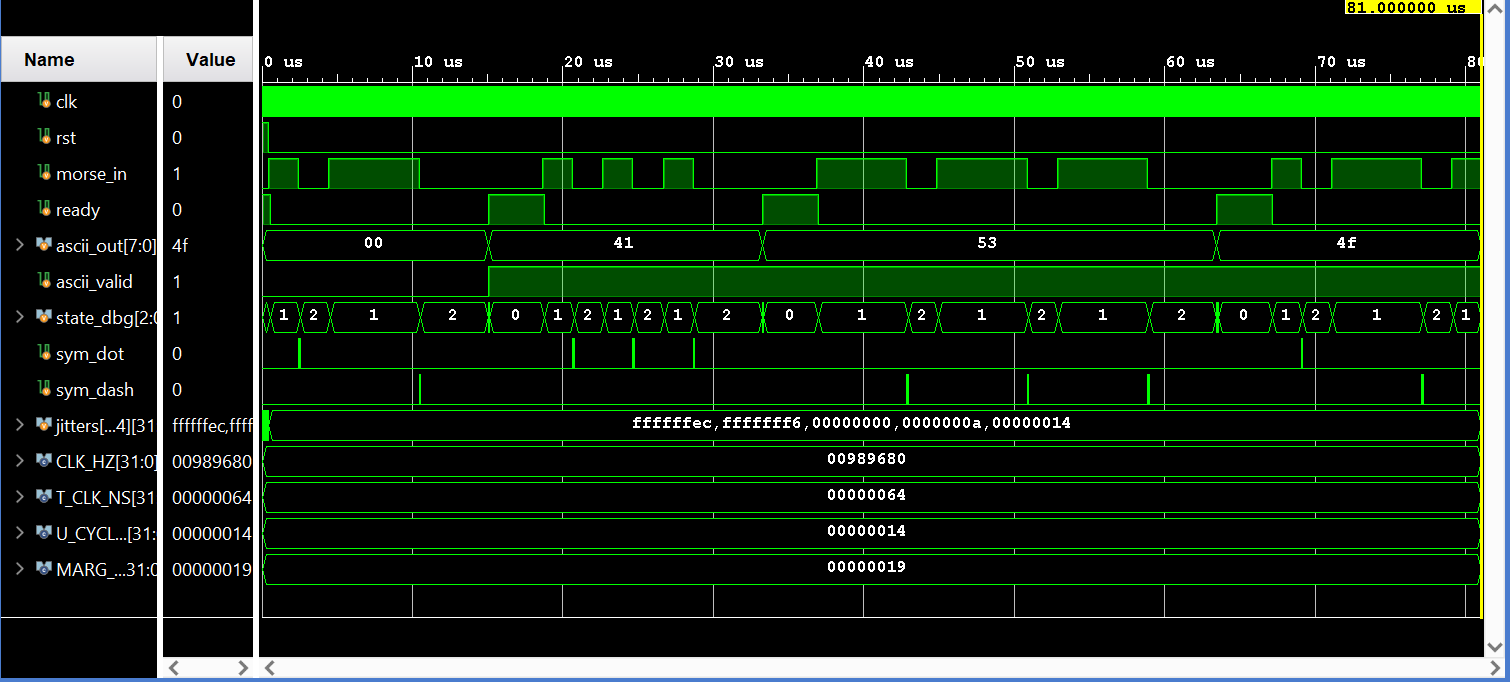 81.000000 us
Name Value 0 us 10 us 20 us 30 us 40 us 50 us 60 us 70 us 80
clk 0
rst 0
morse_in 1
ready 0
ascii_out[7:0] 4f 00 41 53 4f
ascii_valid 1
state_dbg[2:0 1 1 2 1 2 0 1 2 1 2 1 2 0 1 2 1 2 1 2 0 1 2 1 2 1
sym_dot 0
sym_dash 0
jitters[...4][31 ffffffec,ffff ffffffec,fffffff6,00000000,0000000a,00000014
CLK_HZ[31:0] 00989680 00989680
T_CLK_NS[31 00000064 00000064
U_CYCL...[31: 00000014 00000014
MARG_...31:0 00000019 00000019